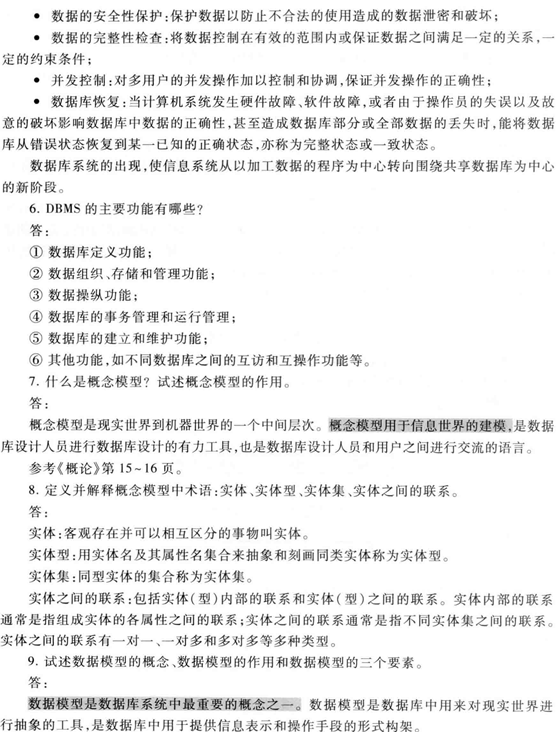 ● 数据的安全性保护:保护数据以防止不合法的使用造成的数据泄密和破坏;
● 数据的完整性检查:将数据控制在有效的范围内或保证数据之间满足一定的关系,一
定的约束条件;
● 并发控制:对多用户的并发操作加以控制和协调,保证并发操作的正确性;
● 数据库恢复:当计算机系统发生硬件故障、软件故障,或者由于操作员的失误以及故
意的破坏影响数据库中数据的正确性,甚至造成数据库部分或全部数据的丢失时,能将数据
库从错误状态恢复到某一已知的正确状态,亦称为完整状态或一致状态。
数据库系统的出现,使信息系统从以加工数据的程序为中心转向围绕共享数据库为中心
的新阶段。
6. DBMS 的主要功能有哪些?
答:
① 数据库定义功能;
② 数据组织、存储和管理功能;
③ 数据操纵功能;
④ 数据库的事务管理和运行管理;
⑤ 数据库的建立和维护功能;
⑥ 其他功能,如不同数据库之间的互访和互操作功能等。
7. 什么是概念模型? 试述概念模型的作用。
答:
概念模型是现实世界到机器世界的一个中间层次。概念模型用于信息世界的建模,是数据
库设计人员进行数据库设计的有力工具,也是数据库设计人员和用户之间进行交流的语言。
参考《概论》第 15~16 页。
8. 定义并解释概念模型中术语:实体、实体型、实体集、实体之间的联系。
答:
实体:客观存在并可以相互区分的事物叫实体。
实体型:用实体名及其属性名集合来抽象和刻画同类实体称为实体型。
实体集:同型实体的集合称为实体集。
实体之间的联系:包括实体(型)内部的联系和实体(型)之间的联系。实体内部的联系
通常是指组成实体的各属性之间的联系;实体之间的联系通常是指不同实体集之间的联系。
实体之间的联系有一对一、一对多和多对多等多种类型。
9. 试述数据模型的概念、数据模型的作用和数据模型的三个要素。
答:
数据模型是数据库系统中最重要的概念之一。数据模型是数据库中用来对现实世界进
行抽象的工具,是数据库中用于提供信息表示和操作手段的形式构架。